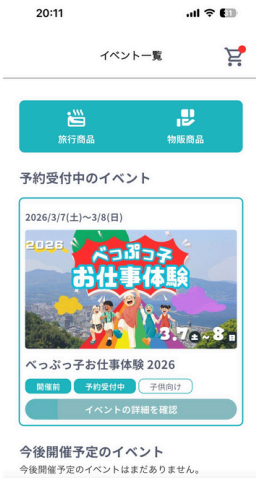 20:11
イベント一覧
旅行商品
物販商品
予約受付中のイベント
2026/3/7(土)〜3/8(日)
2026
べっぷっ子
お仕事体験
3.7土〜8日
べっぷっ子お仕事体験 2026
開催前
予約受付中
子供向け
イベントの詳細を確認
今後開催予定のイベント
今後開催予定のイベントはまだありません。